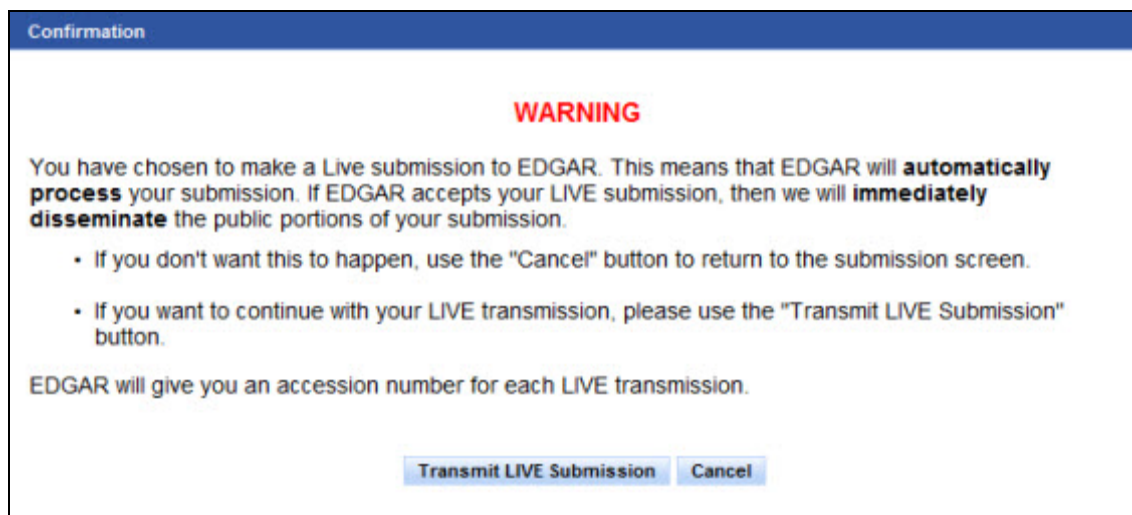 Confirmation
WARNING
You have chosen to make a Live submission to EDGAR. This means that EDGAR will automatically
process your submission. If EDGAR accepts your LIVE submission, then we will immediately
disseminate the public portions of your submission.
• If you don't want this to happen, use the "Cancel" button to return to the submission screen.
• If you want to continue with your LIVE transmission, please use the "Transmit LIVE Submission"
button.
EDGAR will give you an accession number for each LIVE transmission.
Transmit LIVE Submission Cancel